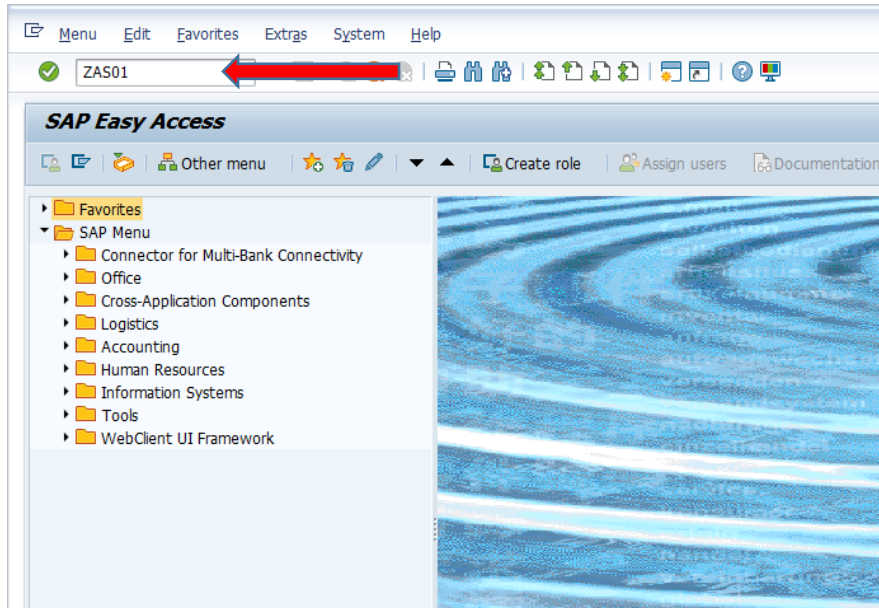 Menu Edit Favorites Extras System Help
ZAS01
SAP Easy Access
Other menu Create role Assign users Documentation
Favorites
SAP Menu
Connector for Multi-Bank Connectivity
Office
Cross-Application Components
Logistics
Accounting
Human Resources
Information Systems
Tools
WebClient UI Framework